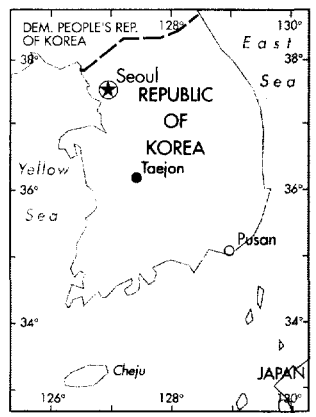 128° 130°
DEM. PEOPLE'S REP.
OF KOREA
East
Sea
38° 38°
Seoul
REPUBLIC
OF
KOREA
Taejon
Yellow
Sea
36° 36°
Pusan
34° 34°
Cheju
JAPAN
126° 128° 130°